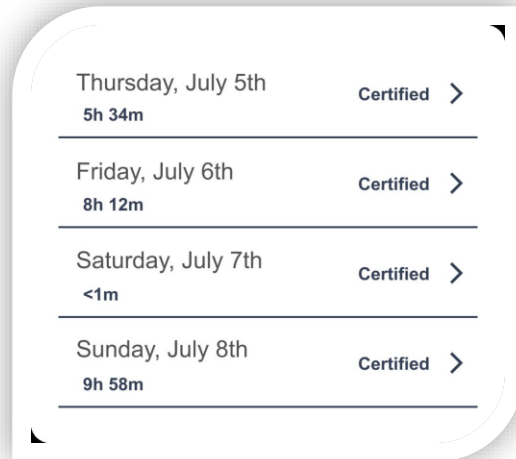 Thursday, July 5th
Certified
5h 34m
Friday, July 6th
Certified
8h 12m
Saturday, July 7th
Certified
<1m
Sunday, July 8th
Certified
9h 58m